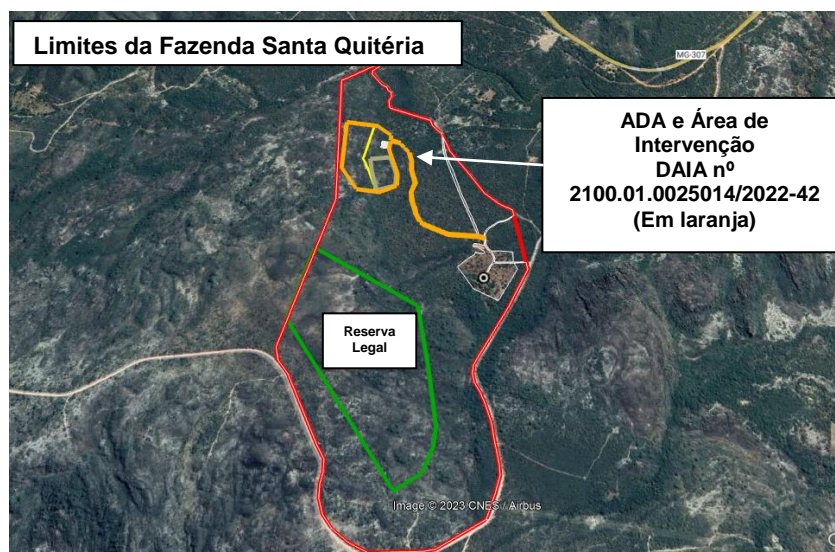 Limites da Fazenda Santa Quitéria
MG-307
ADA e Área de
Intervenção
DAIA nº
2100.01.0025014/2022-42
(Em laranja)
Reserva
Legal
Image © 2023 CNES / Airbus